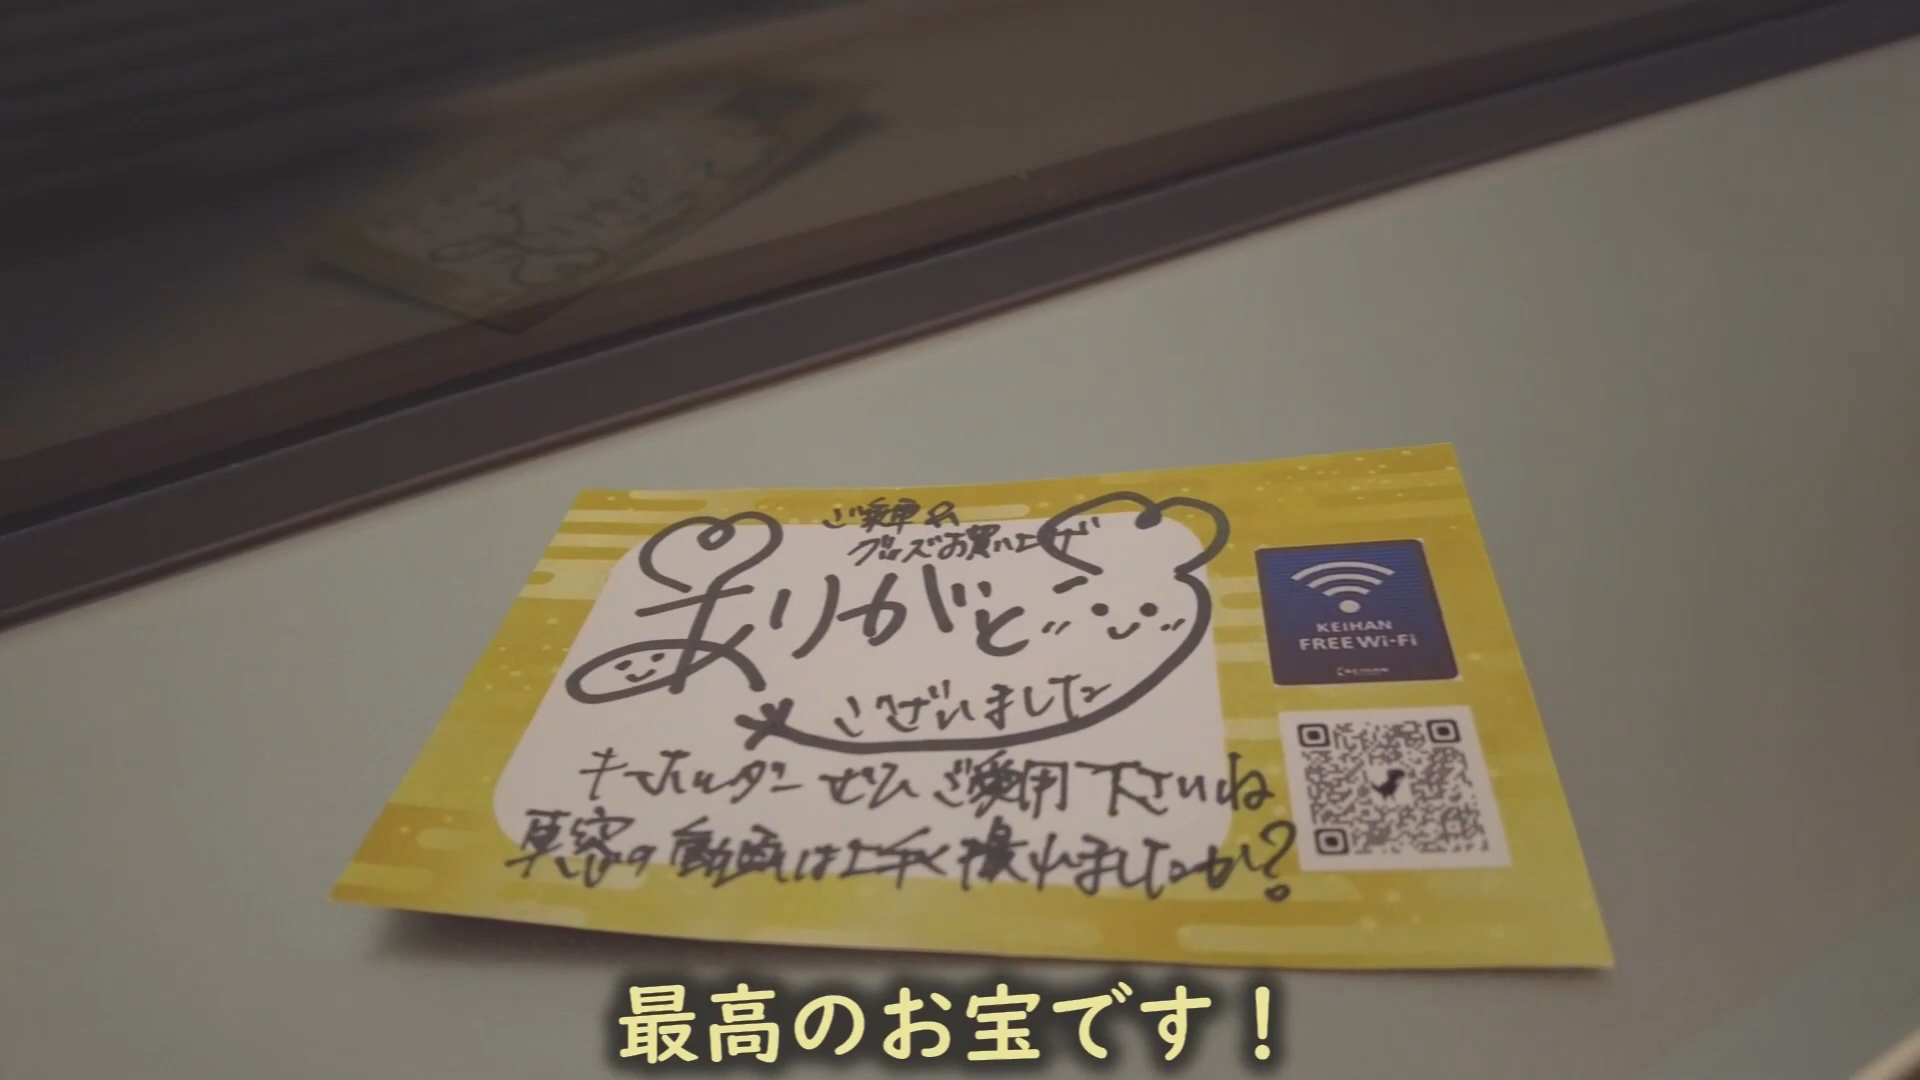 ご乗車&
グッズお買い上げ
ありがとう
ございました
キーホルダー ぜひ ご愛用下さいね
車窓の動画は上手く撮れましたか?
KEIHAN
FREE Wi-Fi
最高のお宝です!